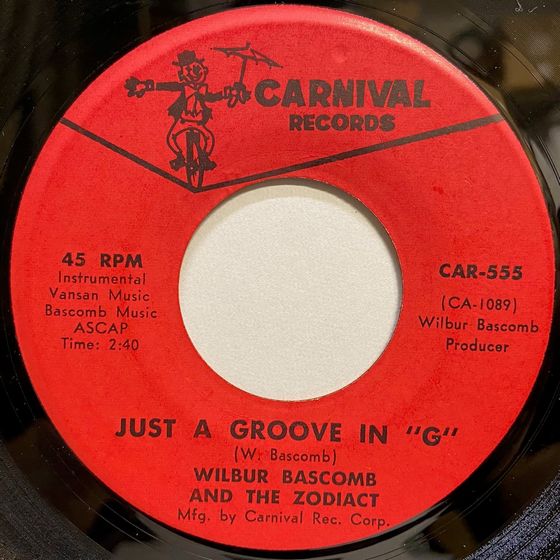 CARNIVAL
RECORDS
45 RPM
Instrumental
Vansan Music
Bascomb Music
ASCAP
Time: 2:40
CAR-555
(CA-1089)
Wilbur Bascomb
Producer
JUST A GROOVE IN "G"
(W. Bascomb)
WILBUR BASCOMB
AND THE ZODIACT
Mfg. by Carnival Rec. Corp.